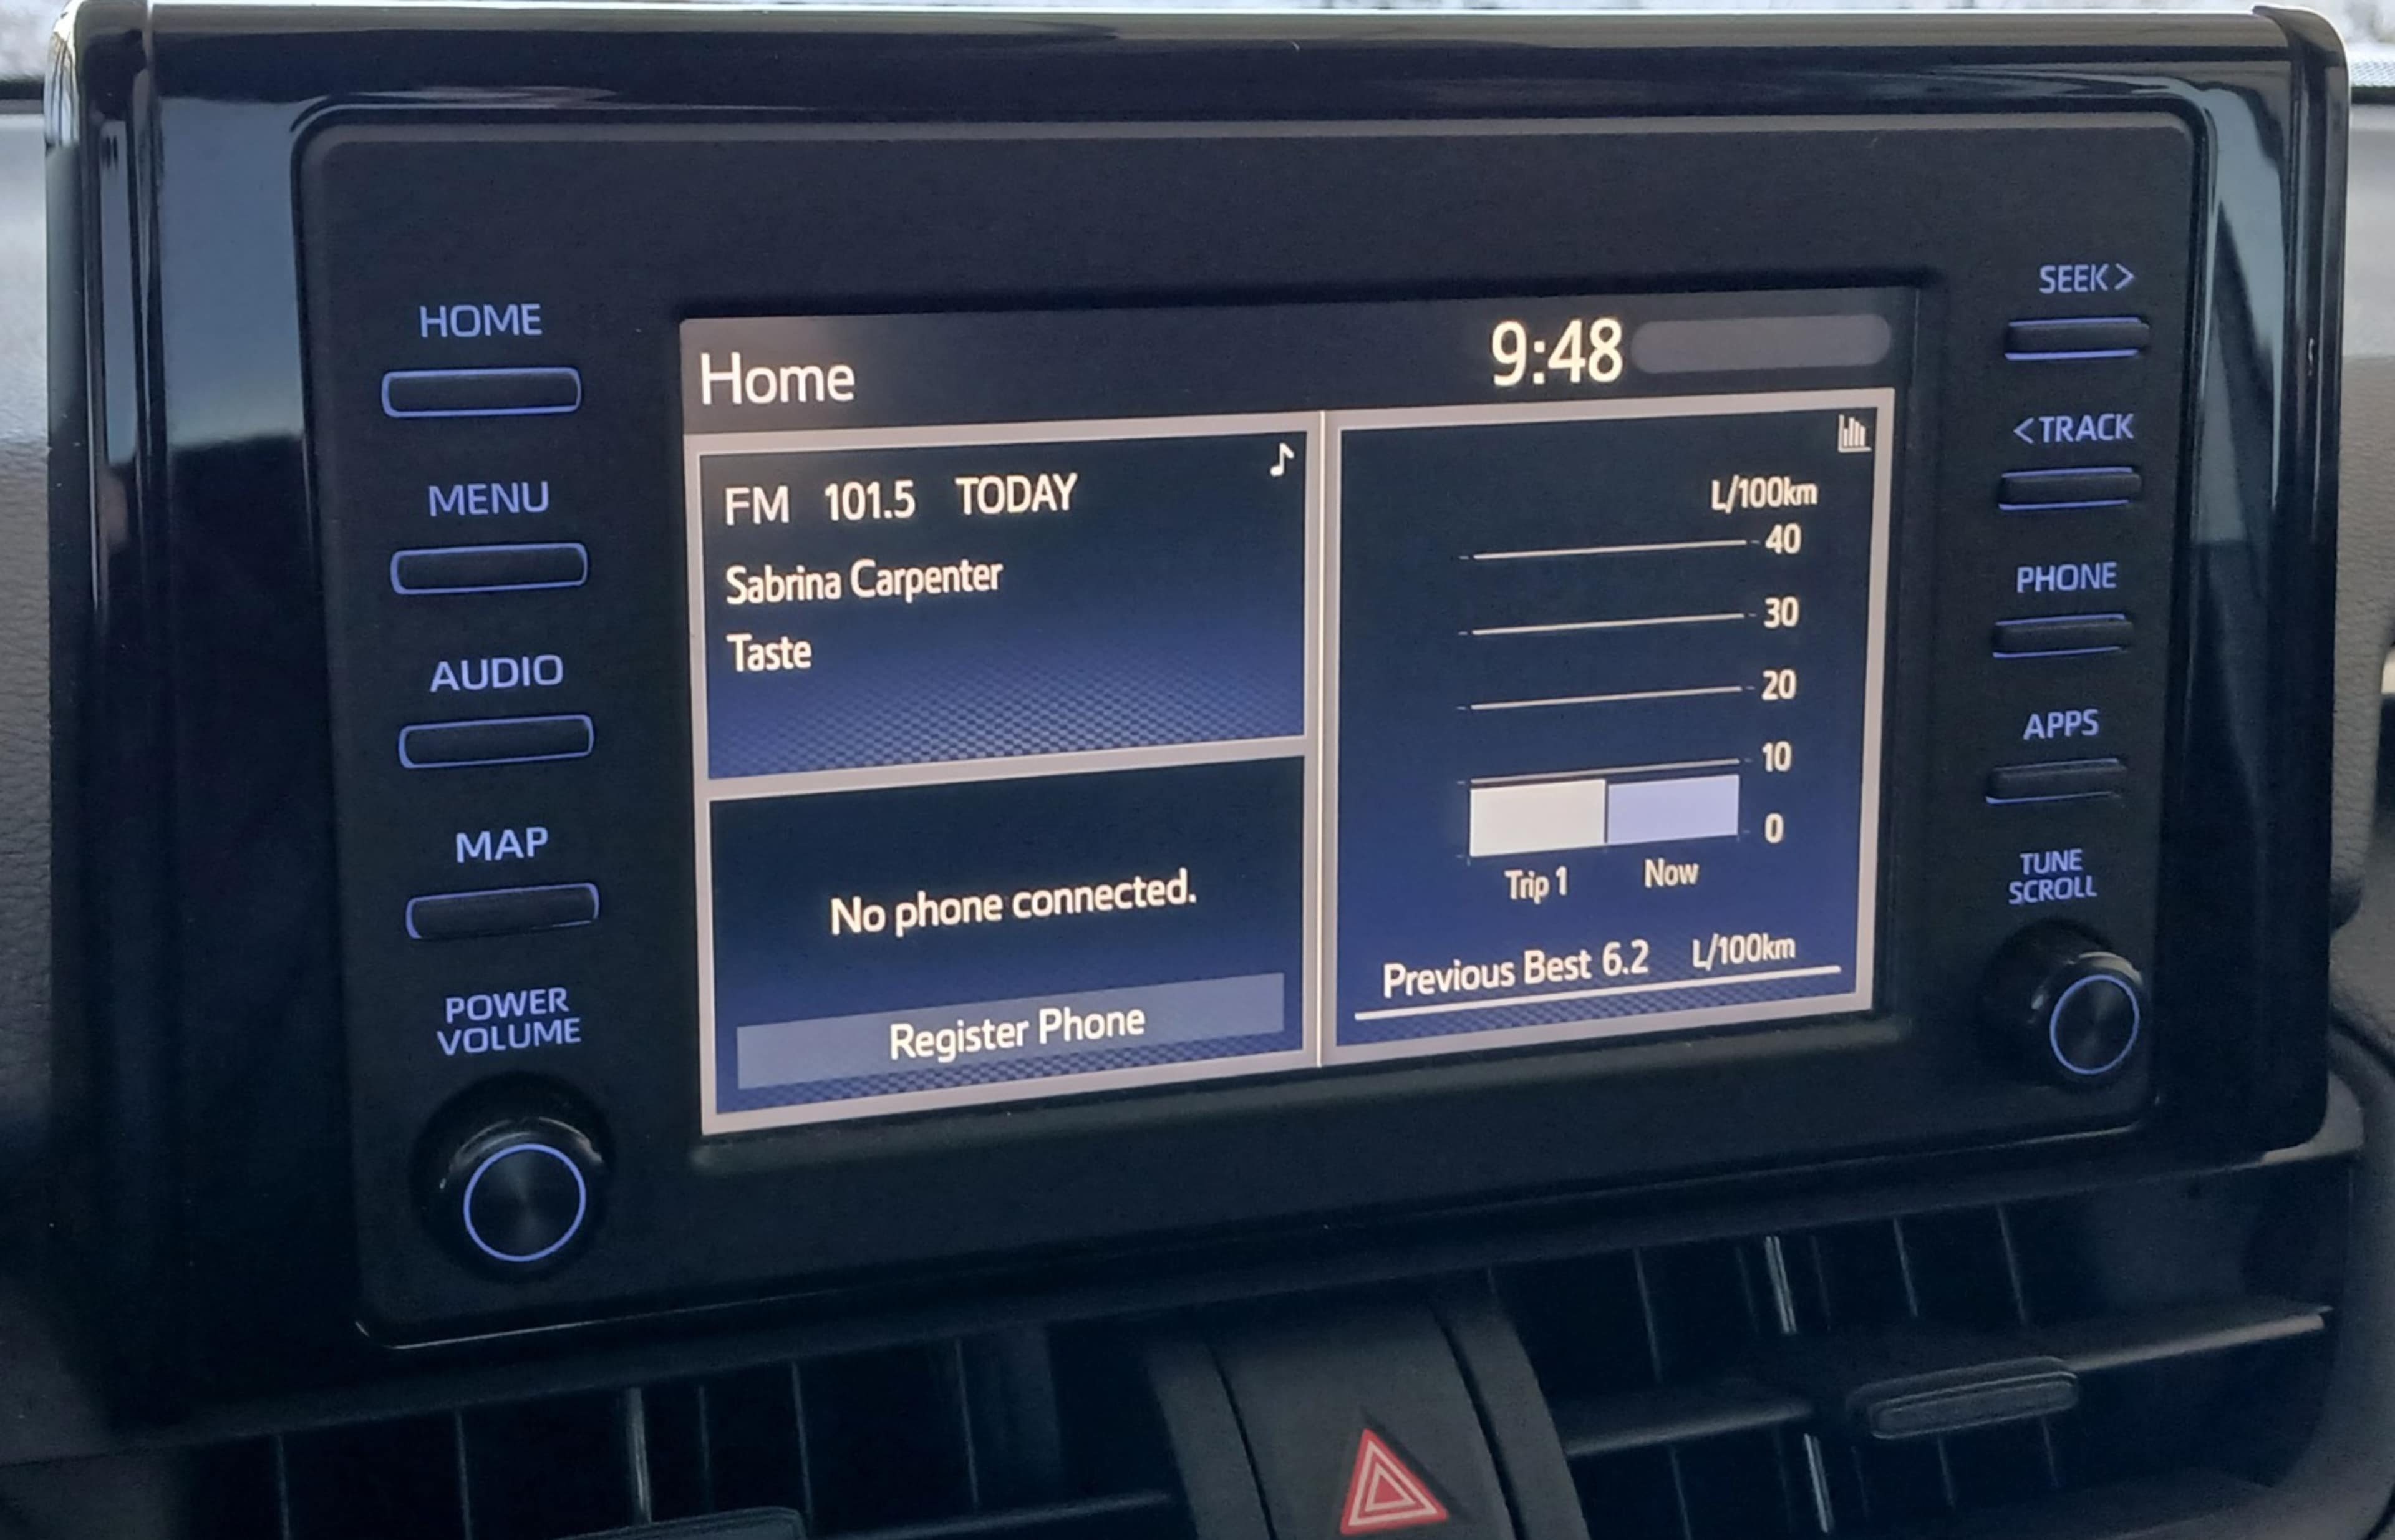 HOME
MENU
AUDIO
MAP
POWER
VOLUME
Home
9:48
FM 101.5 TODAY
Sabrina Carpenter
Taste
No phone connected.
Register Phone
L/100km
40
30
20
10
0
Trip 1 Now
Previous Best 6.2 L/100km
SEEK >
< TRACK
PHONE
APPS
TUNE
SCROLL